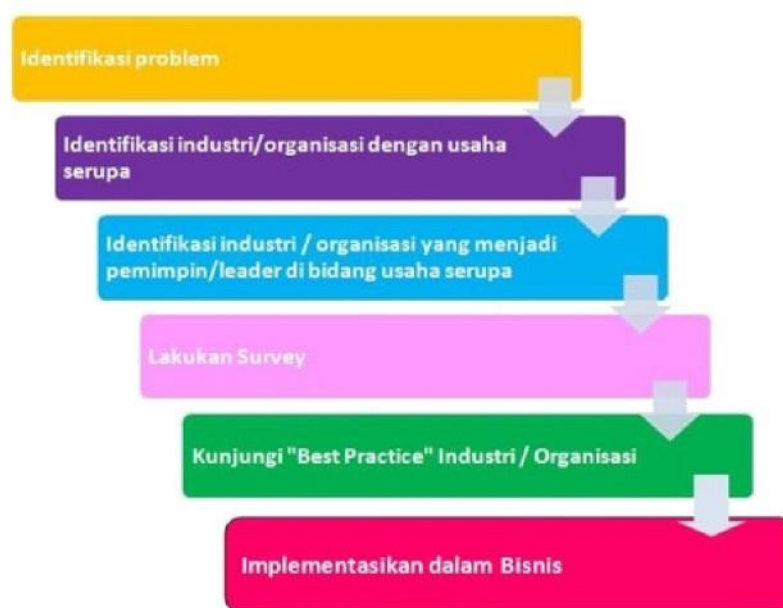 Identifikasi problem
Identifikasi industri/organisasi dengan usaha
serupa
Identifikasi industri / organisasi yang menjadi
pemimpin/leader di bidang usaha serupa
Lakukan Survey
Kunjungi "Best Practice" Industri / Organisasi
Implementasikan dalam Bisnis